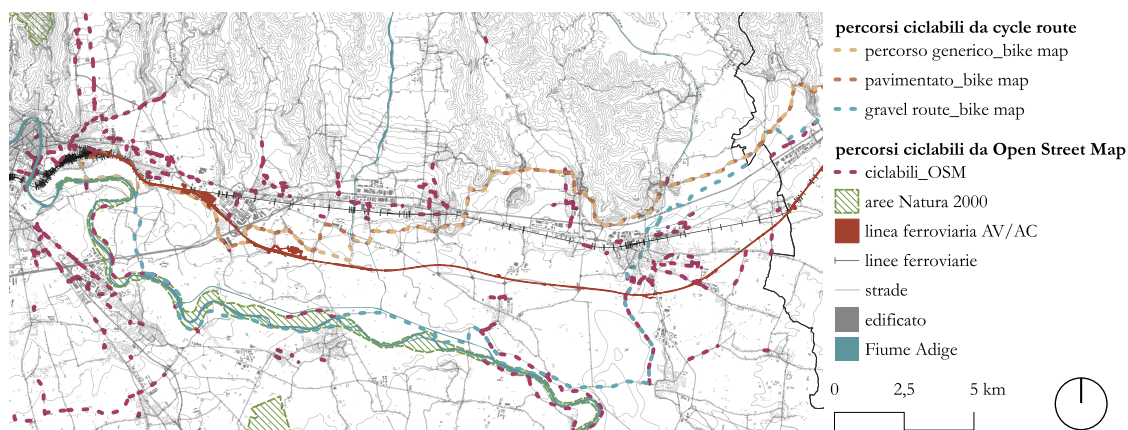 percorsi ciclabili da cycle route
percorso generico_bike map
pavimentato_bike map
gravel route_bike map
percorsi ciclabili da Open Street Map
ciclabili_OSM
aree Natura 2000
linea ferroviaria AV/AC
linee ferroviarie
strade
edificato
Fiume Adige
0 2,5 5 km